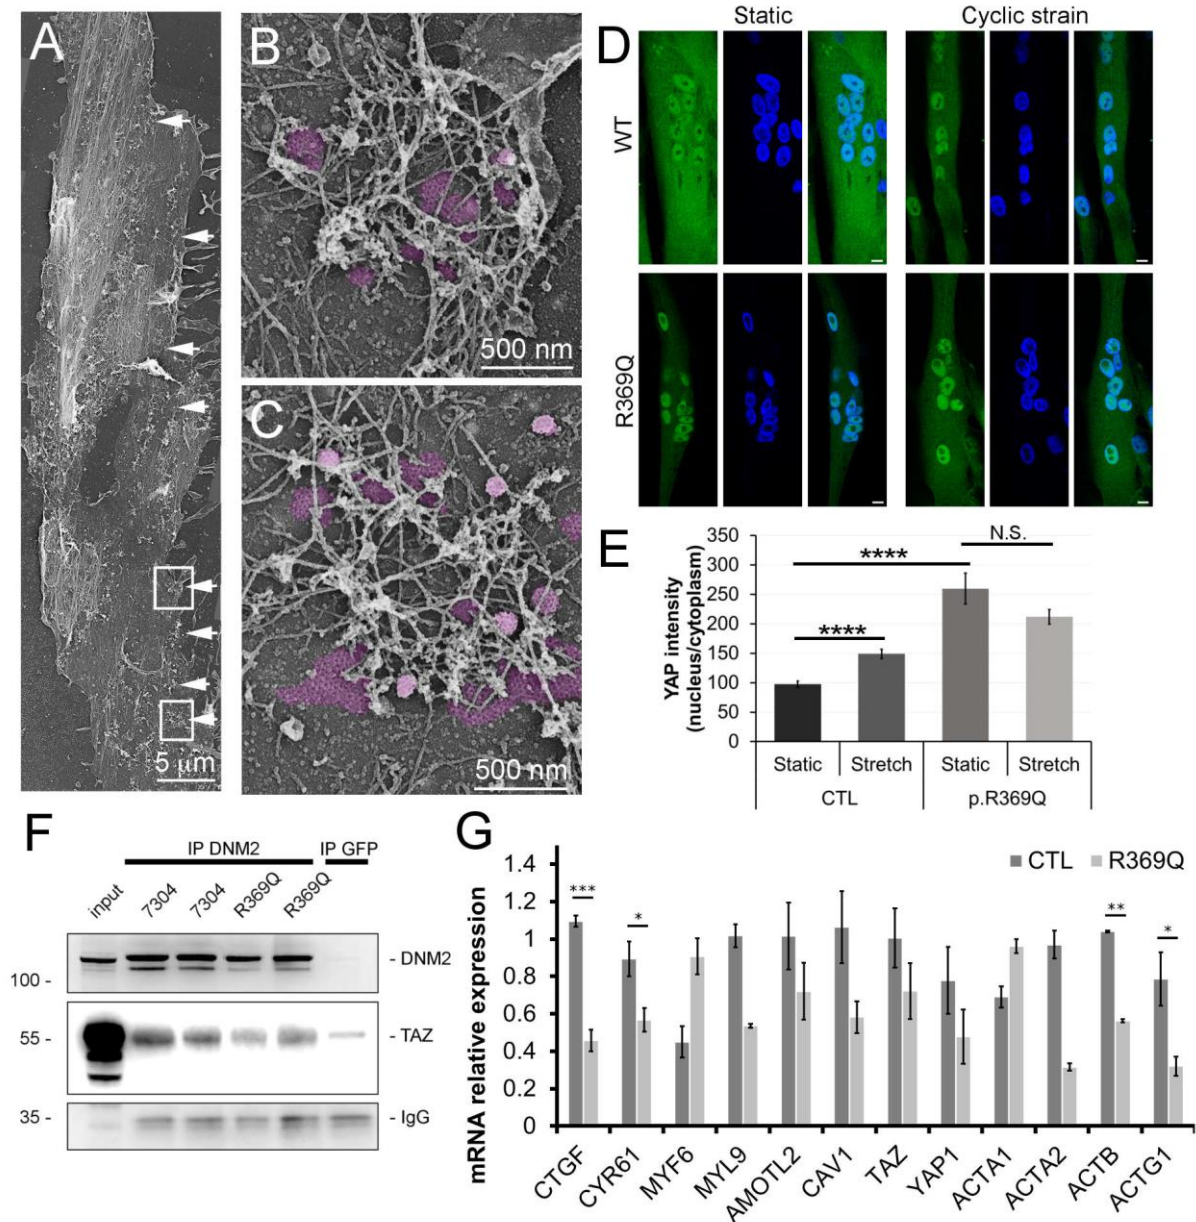 A
5 μm
B
500 nm
C
500 nm
D
Static
Cyclic strain
WT
R369Q
E
YAP intensity
(nucleus/cytoplasm)
350
300
250
200
150
100
50
0
****
****
N.S.
Static
Stretch
Static
Stretch
CTL
p.R369Q
F
IP DNM2
IP GFP
input
7304
7304
R369Q
R369Q
100 -
- DNM2
55 -
- TAZ
35 -
- IgG
G
mRNA relative expression
CTL
R369Q
1.4
1.2
1
0.8
0.6
0.4
0.2
0
***
*
**
*
CTGF
CYR61
MYF6
MYL9
AMOTL2
CAV1
TAZ
YAP1
ACTA1
ACTA2
ACTB
ACTG1